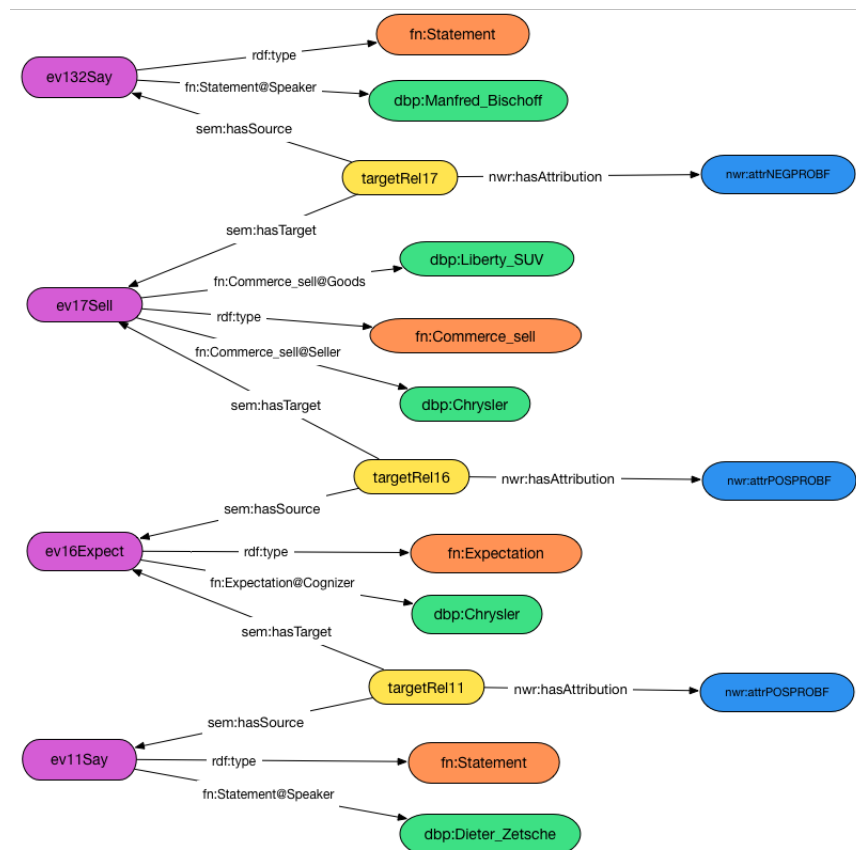 fn:Statement
rdf:type
ev132Say
fn:Statement@Speaker
dbp:Manfred_Bischoff
sem:hasSource
targetRel17
nwr:hasAttribution
nwr:attrNEGPROBF
sem:hasTarget
dbp:Liberty_SUV
fn:Commerce_sell@Goods
ev17Sell
rdf:type
fn:Commerce_sell
fn:Commerce_sell@Seller
dbp:Chrysler
sem:hasTarget
targetRel16
nwr:hasAttribution
nwr:attrPOSPROBF
sem:hasSource
ev16Expect
rdf:type
fn:Expectation
fn:Expectation@Cognizer
dbp:Chrysler
sem:hasTarget
targetRel11
nwr:hasAttribution
nwr:attrPOSPROBF
sem:hasSource
ev11Say
rdf:type
fn:Statement
fn:Statement@Speaker
dbp:Dieter_Zetsche